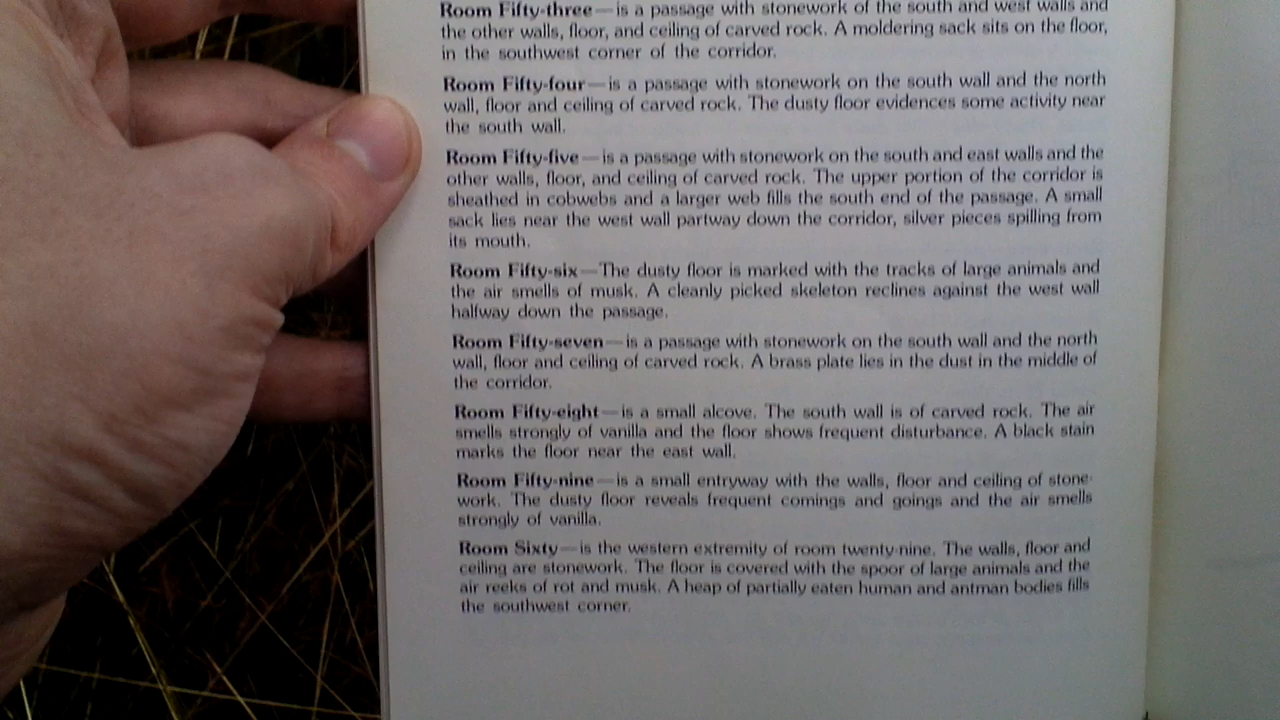 Room Fifty-three—is a passage with stonework of the south and west walls and
the other walls, floor, and ceiling of carved rock. A moldering sack sits on the floor,
in the southwest corner of the corridor.
Room Fifty-four—is a passage with stonework on the south wall and the north
wall, floor and ceiling of carved rock. The dusty floor evidences some activity near
the south wall.
Room Fifty-five—is a passage with stonework on the south and east walls and the
other walls, floor, and ceiling of carved rock. The upper portion of the corridor is
sheathed in cobwebs and a larger web fills the south end of the passage. A small
sack lies near the west wall partway down the corridor, silver pieces spilling from
its mouth.
Room Fifty-six—The dusty floor is marked with the tracks of large animals and
the air smells of musk. A cleanly picked skeleton reclines against the west wall
halfway down the passage.
Room Fifty-seven—is a passage with stonework on the south wall and the north
wall, floor and ceiling of carved rock. A brass plate lies in the dust in the middle of
the corridor.
Room Fifty-eight—is a small alcove. The south wall is of carved rock. The air
smells strongly of vanilla and the floor shows frequent disturbance. A black stain
marks the floor near the east wall.
Room Fifty-nine—is a small entryway with the walls, floor and ceiling of stone-
work. The dusty floor reveals frequent comings and goings and the air smells
strongly of vanilla.
Room Sixty—is the western extremity of room twenty-nine. The walls, floor and
ceiling are stonework. The floor is covered with the spoor of large animals and the
air reeks of rot and musk. A heap of partially eaten human and antman bodies fills
the southwest corner.